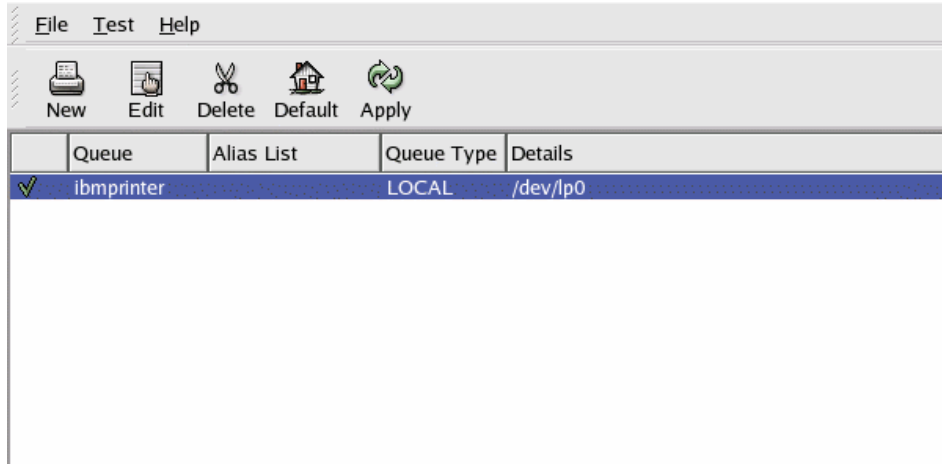 File Test Help
New Edit Delete Default Apply
Queue Alias List Queue Type Details
ibmprinter LOCAL /dev/lp0